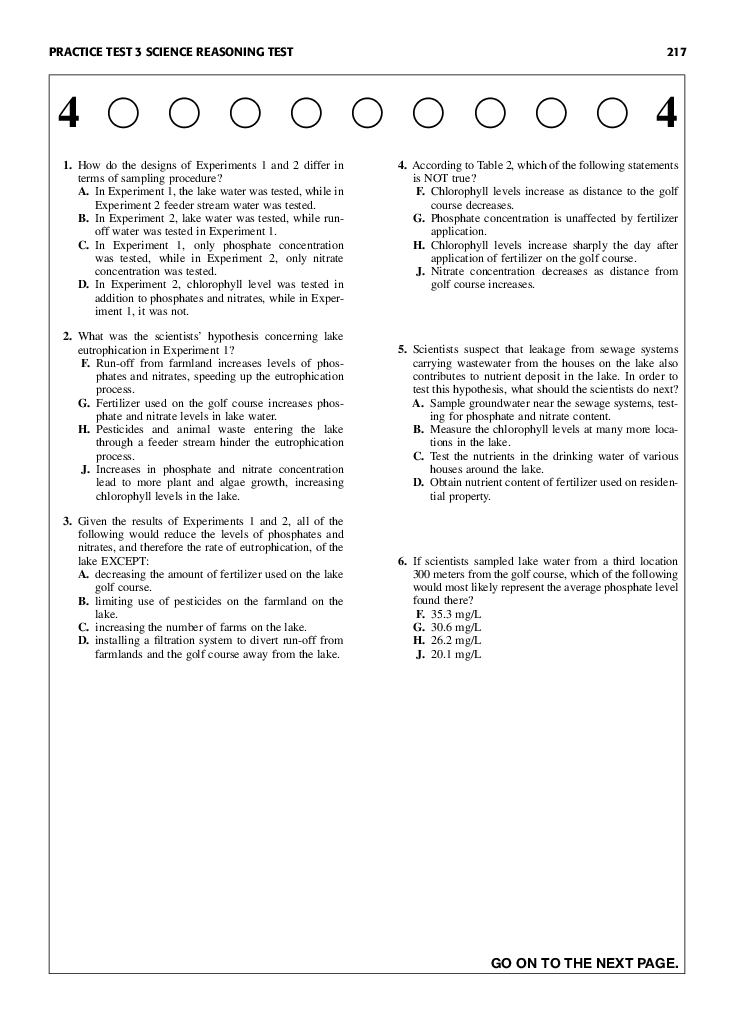 PRACTICE TEST 3 SCIENCE REASONING TEST
217
4
4
1. How do the designs of Experiments 1 and 2 differ in
terms of sampling procedure?
A. In Experiment 1, the lake water was tested, while in
Experiment 2 feeder stream water was tested.
B. In Experiment 2, lake water was tested, while run-
off water was tested in Experiment 1.
C. In Experiment 1, only phosphate concentration
was tested, while in Experiment 2, only nitrate
concentration was tested.
D. In Experiment 2, chlorophyll level was tested in
addition to phosphates and nitrates, while in Exper-
iment 1, it was not.
2. What was the scientists' hypothesis concerning lake
eutrophication in Experiment 1?
F. Run-off from farmland increases levels of phos-
phates and nitrates, speeding up the eutrophication
process.
G. Fertilizer used on the golf course increases phos-
phate and nitrate levels in lake water.
H. Pesticides and animal waste entering the lake
through a feeder stream hinder the eutrophication
process.
J. Increases in phosphate and nitrate concentration
lead to more plant and algae growth, increasing
chlorophyll levels in the lake.
3. Given the results of Experiments 1 and 2, all of the
following would reduce the levels of phosphates and
nitrates, and therefore the rate of eutrophication, of the
lake EXCEPT:
A. decreasing the amount of fertilizer used on the lake
golf course.
B. limiting use of pesticides on the farmland on the
lake.
C. increasing the number of farms on the lake.
D. installing a filtration system to divert run-off from
farmlands and the golf course away from the lake.
4. According to Table 2, which of the following statements
is NOT true?
F. Chlorophyll levels increase as distance to the golf
course decreases.
G. Phosphate concentration is unaffected by fertilizer
application.
H. Chlorophyll levels increase sharply the day after
application of fertilizer on the golf course.
J. Nitrate concentration decreases as distance from
golf course increases.
5. Scientists suspect that leakage from sewage systems
carrying wastewater from the houses on the lake also
contributes to nutrient deposit in the lake. In order to
test this hypothesis, what should the scientists do next?
A. Sample groundwater near the sewage systems, test-
ing for phosphate and nitrate content.
B. Measure the chlorophyll levels at many more loca-
tions in the lake.
C. Test the nutrients in the drinking water of various
houses around the lake.
D. Obtain nutrient content of fertilizer used on residen-
tial property.
6. If scientists sampled lake water from a third location
300 meters from the golf course, which of the following
would most likely represent the average phosphate level
found there?
F. 35.3 mg/L
G. 30.6 mg/L
H. 26.2 mg/L
J. 20.1 mg/L
GO ON TO THE NEXT PAGE.